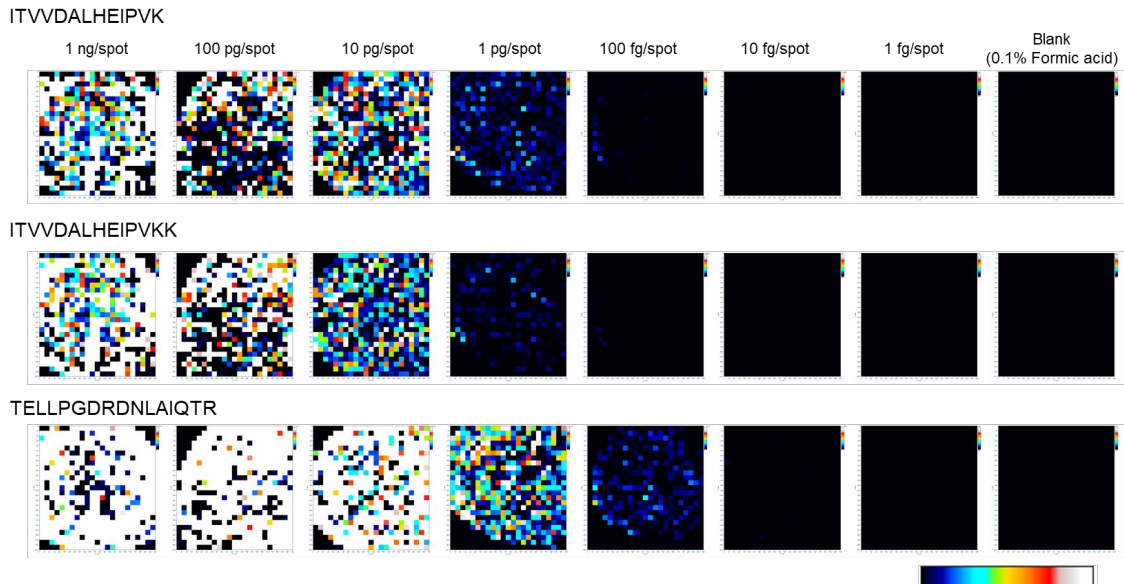 ITVVDALHEIPVK
1 ng/spot 100 pg/spot 10 pg/spot 1 pg/spot 100 fg/spot 10 fg/spot 1 fg/spot Blank
(0.1% Formic acid)
ITVVDALHEIPVKK
TELLPGDRDNLAIQTR